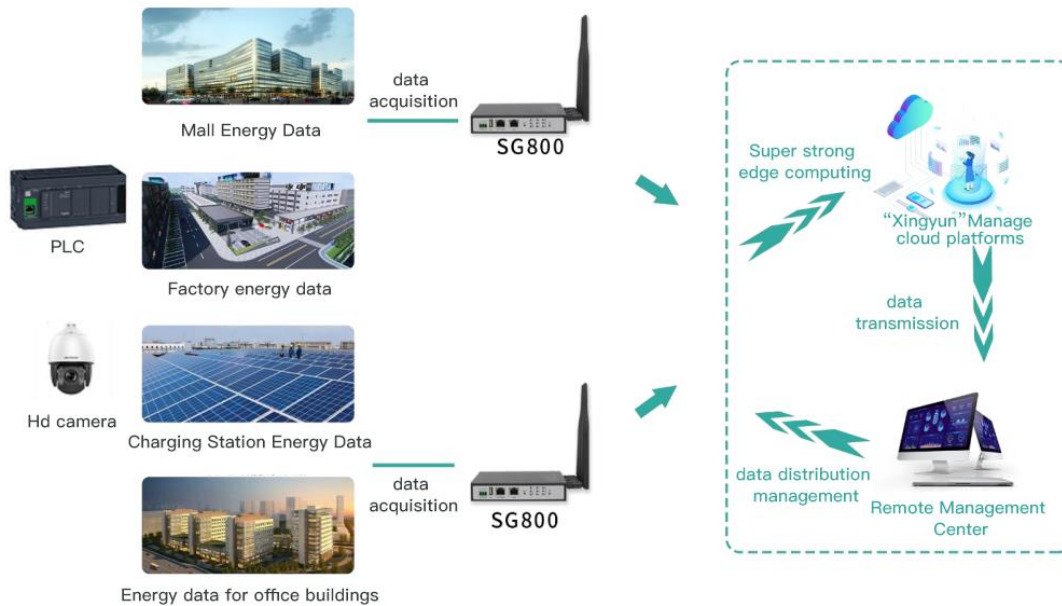 Mall Energy Data
data
acquisition
SG800
PLC
Factory energy data
Hd camera
Charging Station Energy Data
data
acquisition
SG800
Energy data for office buildings
Super strong
edge computing
“Xingyun”Manage
cloud platforms
data
transmission
data distribution
management
Remote Management
Center